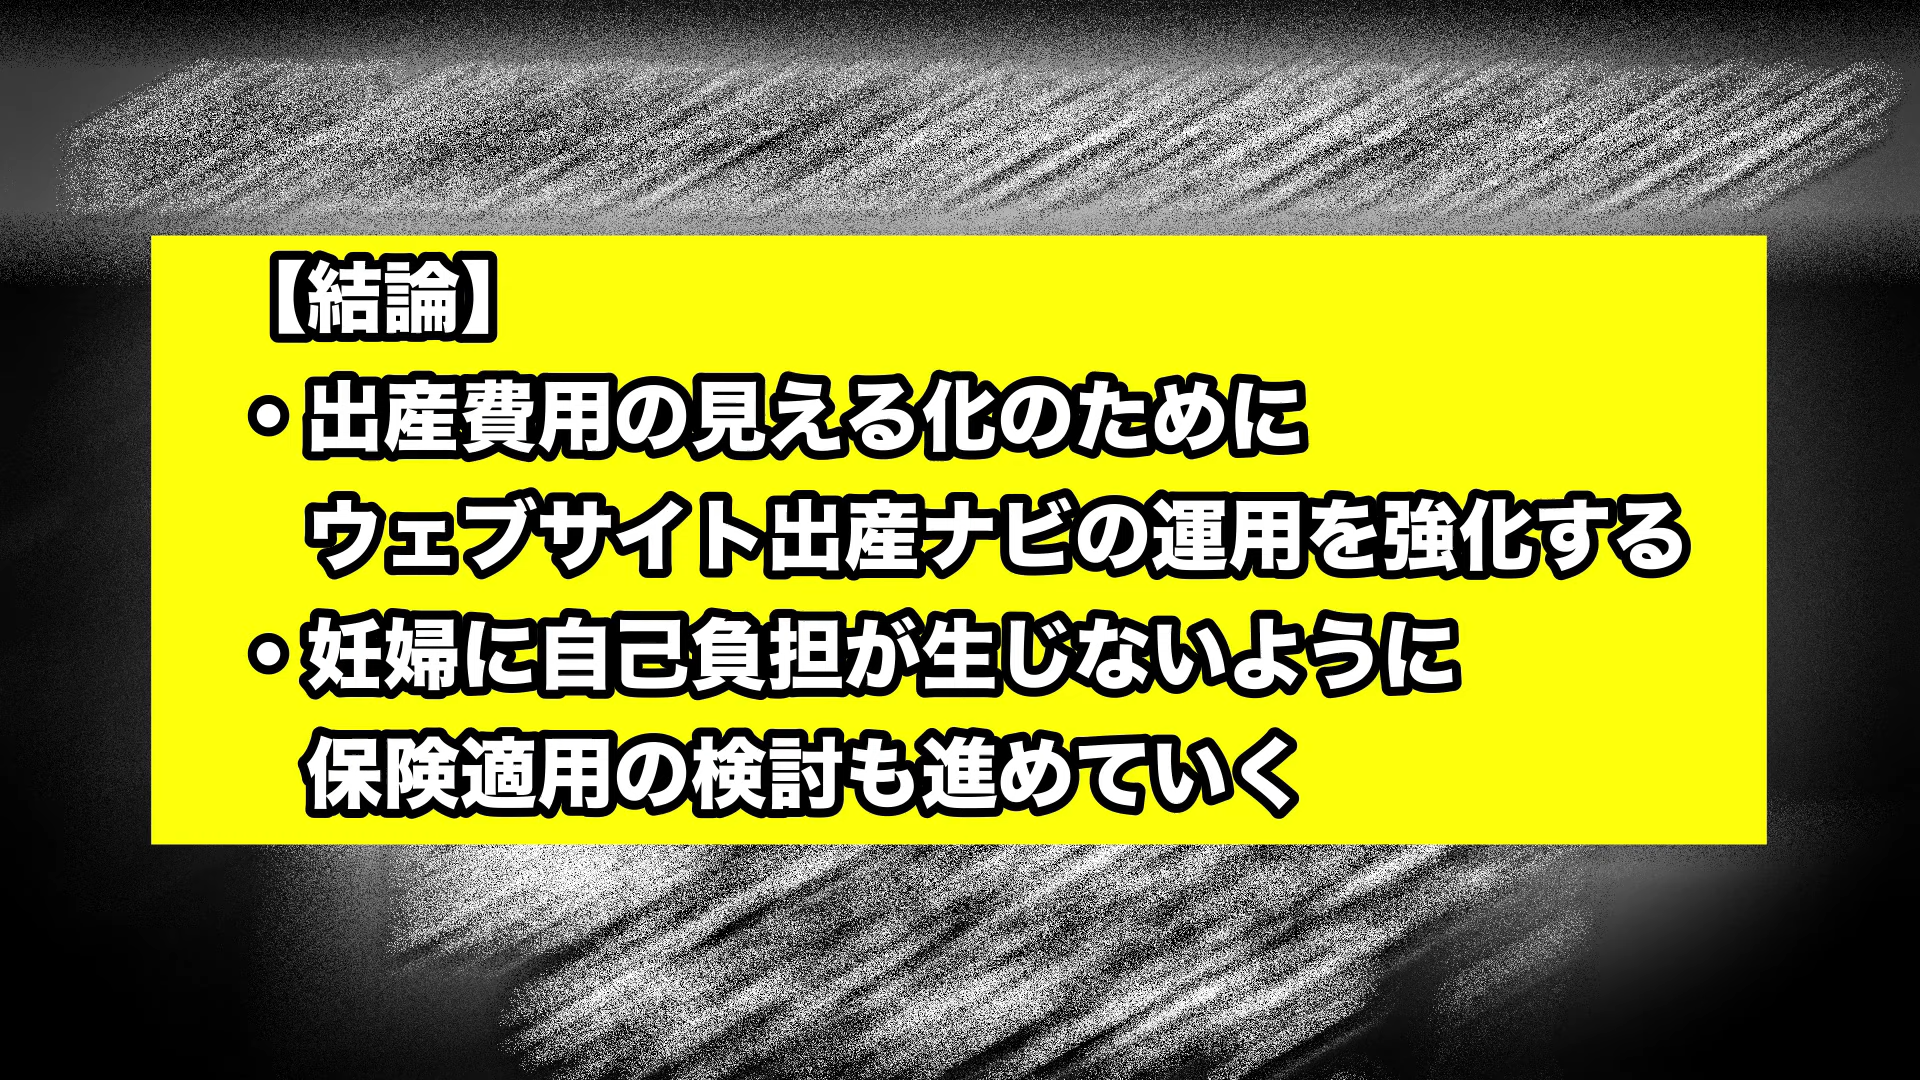 【結論】
・出産費用の見える化のために
ウェブサイト出産ナビの運用を強化する
・妊婦に自己負担が生じないように
保険適用の検討も進めていく